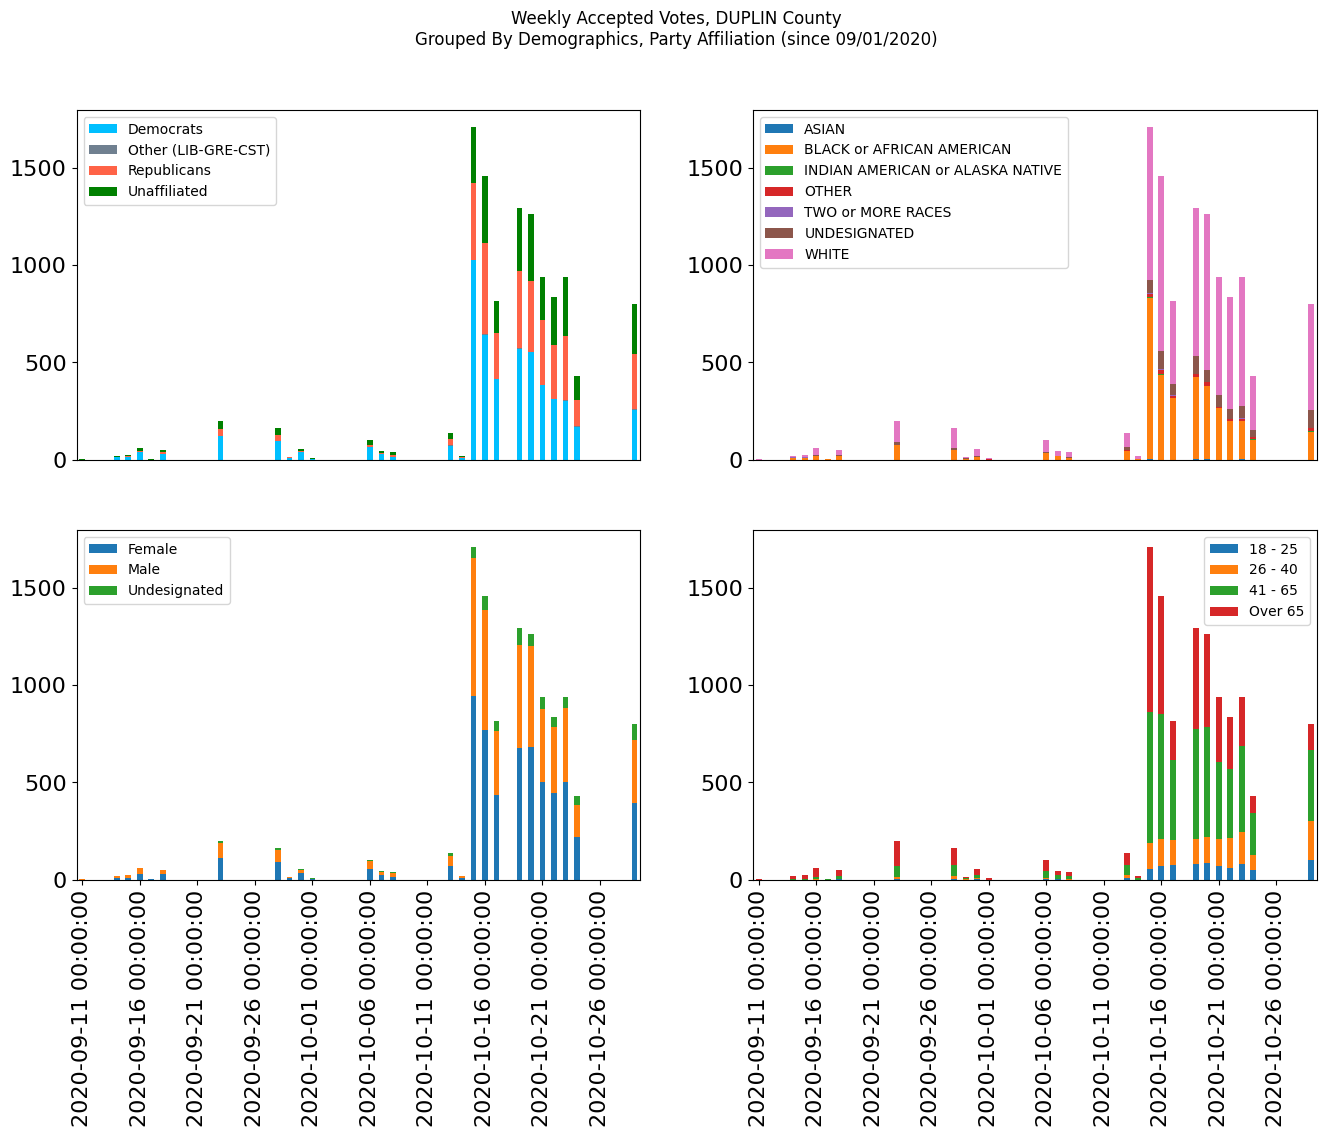 Weekly Accepted Votes, DUPLIN County
Grouped By Demographics, Party Affiliation (since 09/01/2020)
Democrats
Other (LIB-GRE-CST)
Republicans
Unaffiliated
1500
1000
500
0
ASIAN
BLACK or AFRICAN AMERICAN
INDIAN AMERICAN or ALASKA NATIVE
OTHER
TWO or MORE RACES
UNDESIGNATED
WHITE
1500
1000
500
0
Female
Male
Undesignated
1500
1000
500
0
2020-09-11 00:00:00
2020-09-16 00:00:00
2020-09-21 00:00:00
2020-09-26 00:00:00
2020-10-01 00:00:00
2020-10-06 00:00:00
2020-10-11 00:00:00
2020-10-16 00:00:00
2020-10-21 00:00:00
2020-10-26 00:00:00
18 - 25
26 - 40
41 - 65
Over 65
1500
1000
500
0
2020-09-11 00:00:00
2020-09-16 00:00:00
2020-09-21 00:00:00
2020-09-26 00:00:00
2020-10-01 00:00:00
2020-10-06 00:00:00
2020-10-11 00:00:00
2020-10-16 00:00:00
2020-10-21 00:00:00
2020-10-26 00:00:00